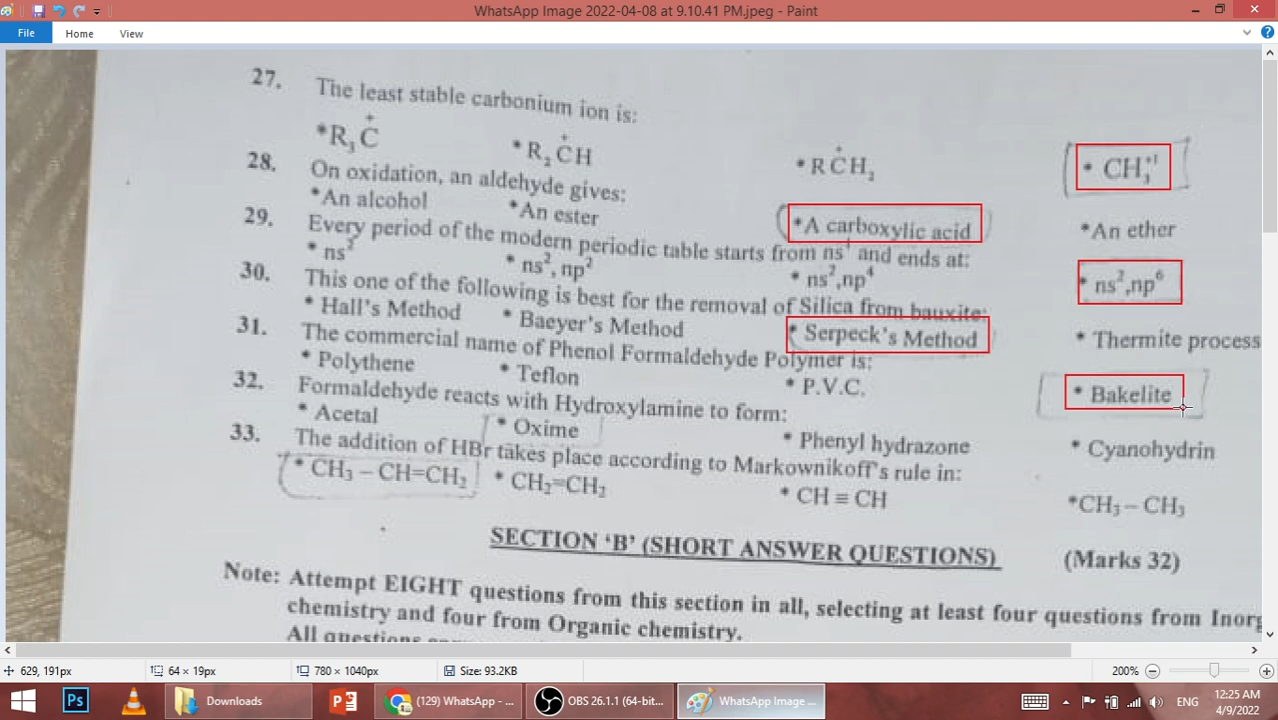 WhatsApp Image 2022-04-08 at 9.10.41 PM.jpeg - Paint
File Home View
27. The least stable carbonium ion is:
*R₃C⁺ *R₂C⁺H *RC⁺H₂ * CH₃⁺¹
28. On oxidation, an aldehyde gives:
*An alcohol *An ester *A carboxylic acid *An ether
29. Every period of the modern periodic table starts from ns¹ and ends at:
* ns² * ns², np² * ns²,np⁴ * ns²,np⁶
30. This one of the following is best for the removal of Silica from bauxite:
* Hall's Method * Baeyer's Method * Serpeck's Method * Thermite process
31. The commercial name of Phenol Formaldehyde Polymer is:
* Polythene * Teflon * P.V.C. * Bakelite
32. Formaldehyde reacts with Hydroxylamine to form:
* Acetal * Oxime * Phenyl hydrazone * Cyanohydrin
33. The addition of HBr takes place according to Markownikoff's rule in:
* CH₃ – CH=CH₂ * CH₂=CH₂ * CH ≡ CH *CH₃ – CH₃
SECTION 'B' (SHORT ANSWER QUESTIONS) (Marks 32)
Note: Attempt EIGHT questions from this section in all, selecting at least four questions from Inorg
chemistry and four from Organic chemistry.
All questions
629, 191px 64 × 19px 780 × 1040px Size: 93.2KB 200%
Ps Downloads (129) WhatsApp - ... OBS 26.1.1 (64-bit... WhatsApp Image ... ENG 12:25 AM
4/9/2022